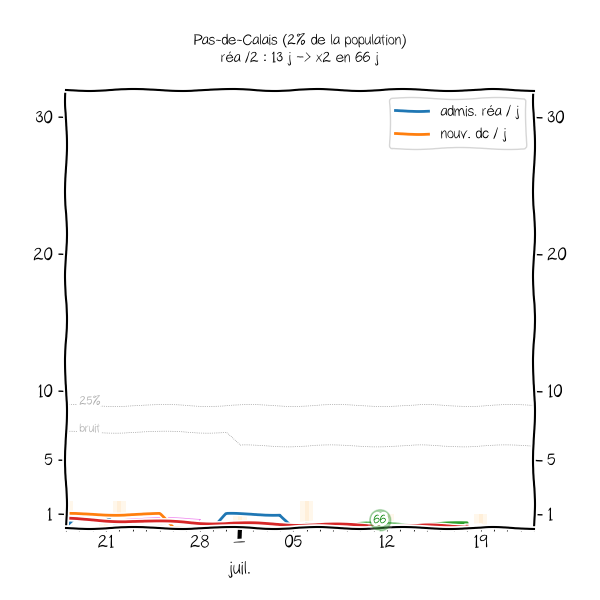 Pas-de-Calais (2% de la population)
réa /2 : 13 j -> x2 en 66 j
admis. réa / j
nouv. dc / j
30 30
20 20
10 10
25%
bruit
5 5
1 1
66
21 28 05 12 19
juil.